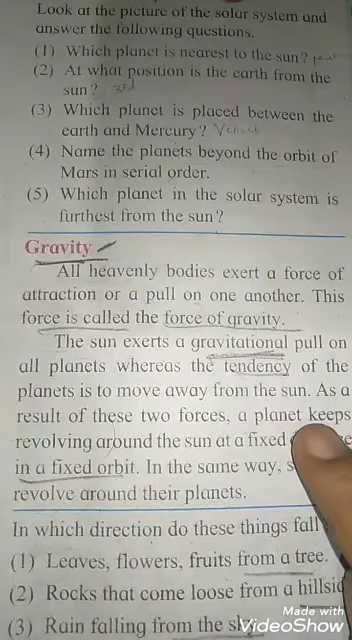 Look at the picture of the solar system and
answer the following questions.
(1) Which planet is nearest to the sun?
(2) At what position is the earth from the
sun? 3rd
(3) Which planet is placed between the
earth and Mercury? Venus
(4) Name the planets beyond the orbit of
Mars in serial order.
(5) Which planet in the solar system is
furthest from the sun?
Gravity
All heavenly bodies exert a force of
attraction or a pull on one another. This
force is called the force of gravity.
The sun exerts a gravitational pull on
all planets whereas the tendency of the
planets is to move away from the sun. As a
result of these two forces, a planet keeps
revolving around the sun at a fixed
in a fixed orbit. In the same way, s
revolve around their planets.
In which direction do these things fall
(1) Leaves, flowers, fruits from a tree.
(2) Rocks that come loose from a hillsid
(3) Rain falling from the sky.
Made with
VideoShow